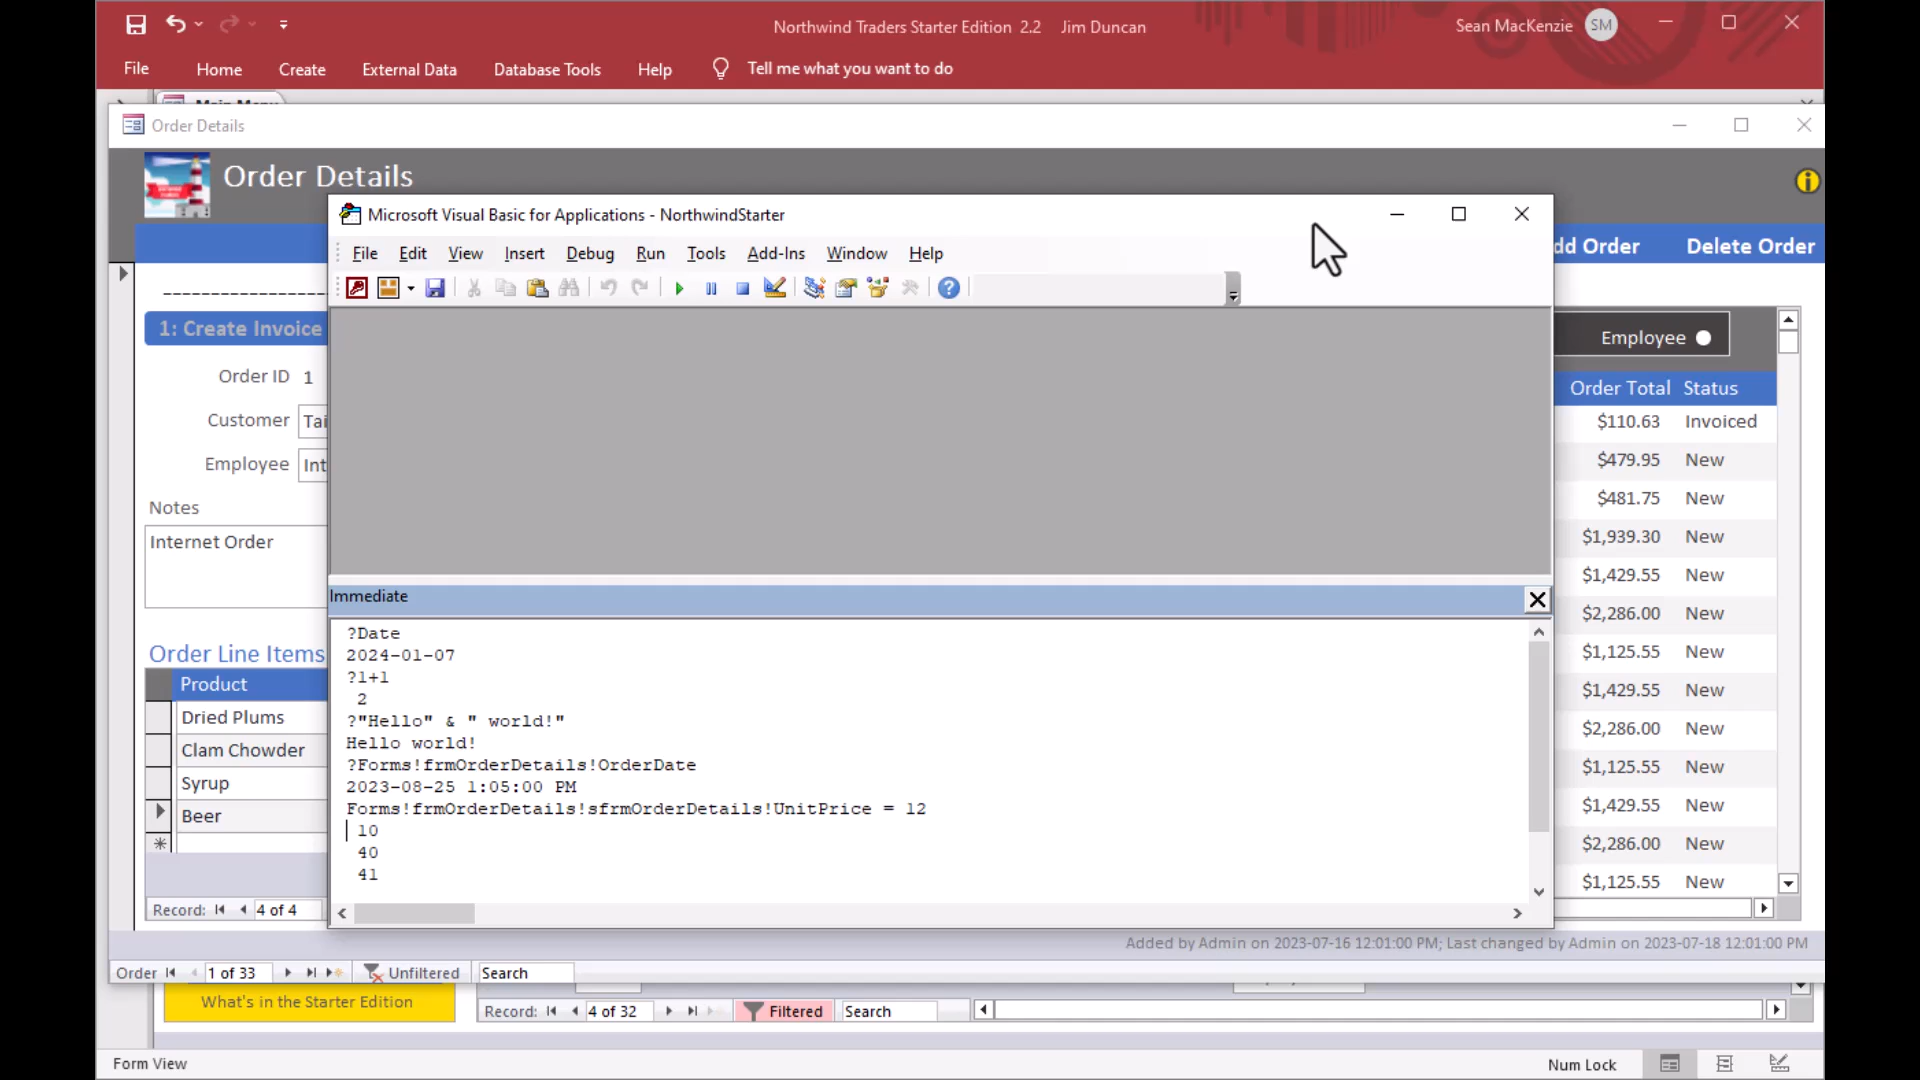 Northwind Traders Starter Edition 2.2 Jim Duncan
Sean MacKenzie SM
File Home Create External Data Database Tools Help Tell me what you want to do
Order Details
Order Details
Microsoft Visual Basic for Applications - NorthwindStarter
File Edit View Insert Debug Run Tools Add-Ins Window Help
dd Order Delete Order
1: Create Invoice
Order ID 1
Customer Tai
Employee Int
Notes
Internet Order
Order Line Items
Product
Dried Plums
Clam Chowder
Syrup
Beer
Record: 4 of 4
Immediate
?Date
2024-01-07
?1+1
2
?"Hello" & " world!"
Hello world!
?Forms!frmOrderDetails!OrderDate
2023-08-25 1:05:00 PM
Forms!frmOrderDetails!sfrmOrderDetails!UnitPrice = 12
10
40
41
Employee
Order Total Status
$110.63 Invoiced
$479.95 New
$481.75 New
$1,939.30 New
$1,429.55 New
$2,286.00 New
$1,125.55 New
$1,429.55 New
$2,286.00 New
$1,125.55 New
$1,429.55 New
$2,286.00 New
$1,125.55 New
Added by Admin on 2023-07-16 12:01:00 PM; Last changed by Admin on 2023-07-18 12:01:00 PM
Order 1 of 33 Unfiltered Search
What's in the Starter Edition
Record: 4 of 32 Filtered Search
Form View
Num Lock